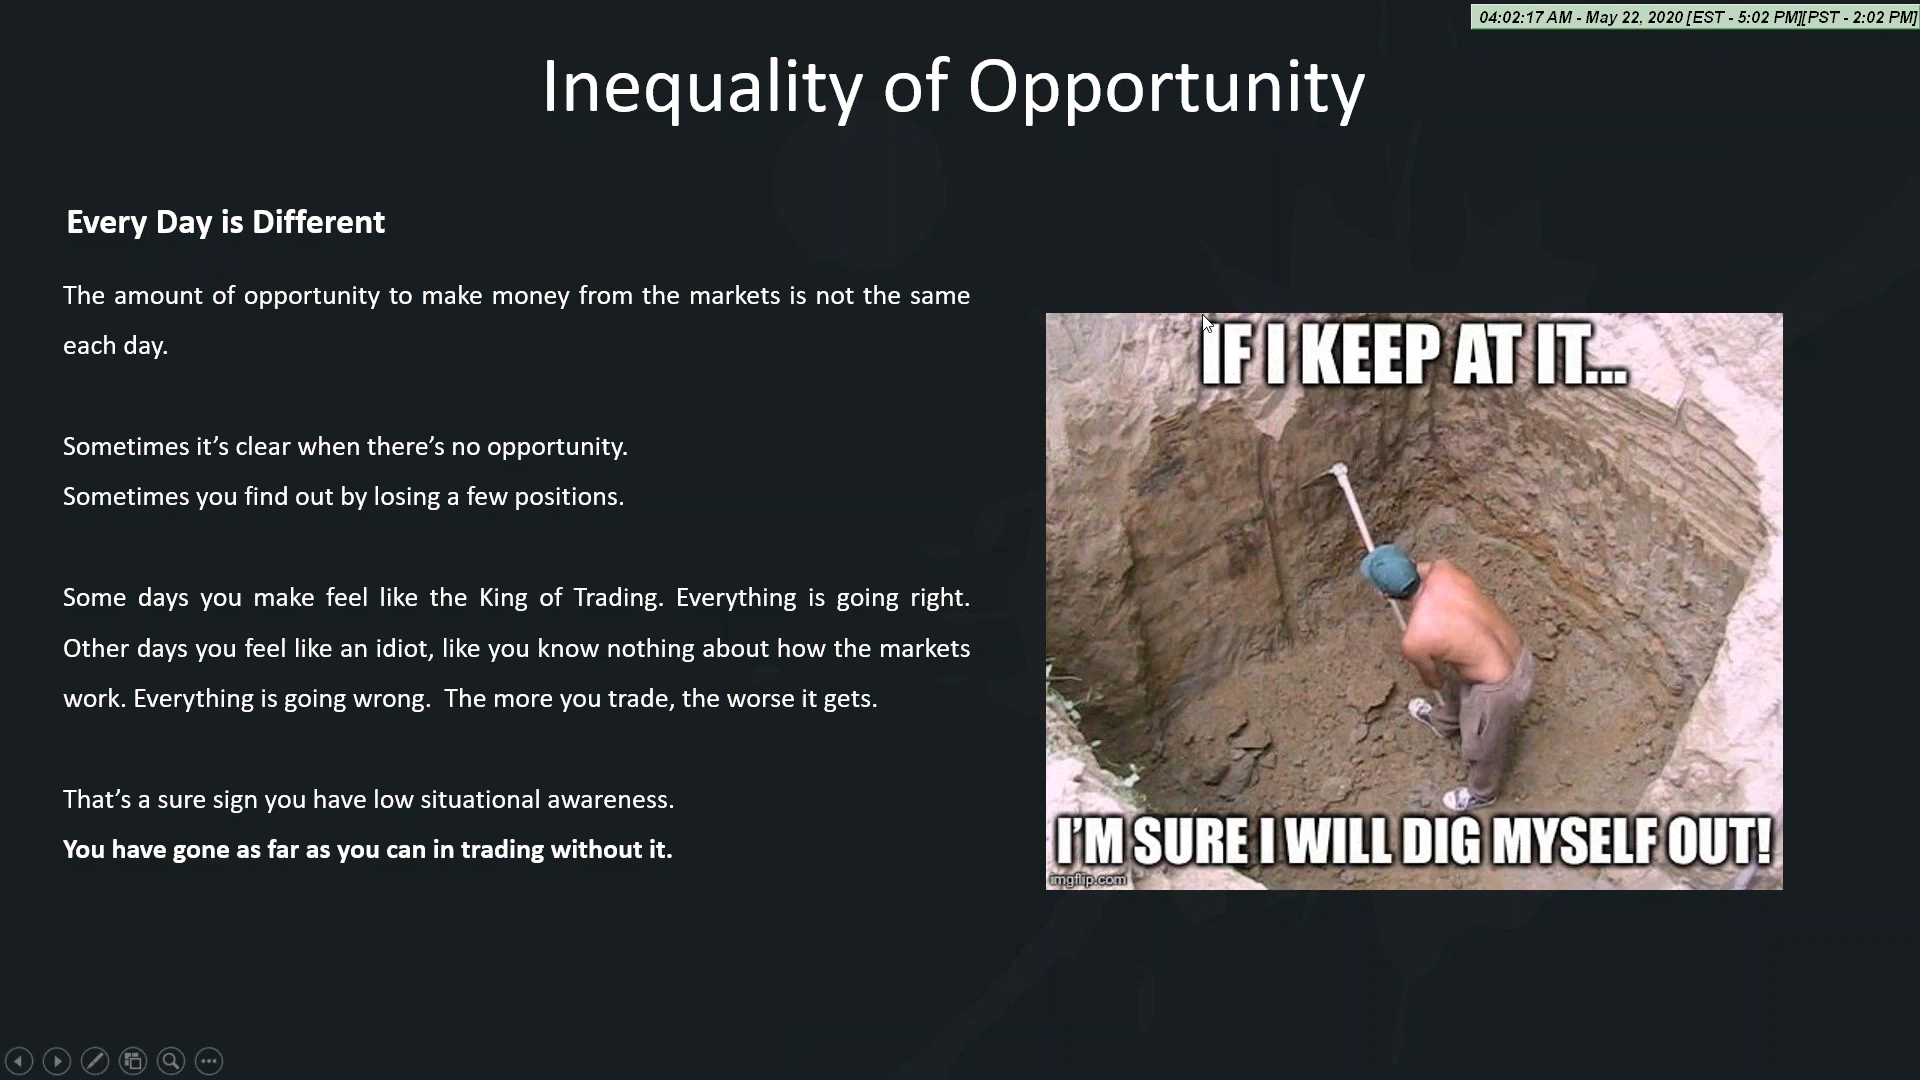 04:02:17 AM - May 22, 2020 [EST - 5:02 PM][PST - 2:02 PM]
Inequality of Opportunity
Every Day is Different
The amount of opportunity to make money from the markets is not the same
each day.
Sometimes it’s clear when there’s no opportunity.
Sometimes you find out by losing a few positions.
Some days you make feel like the King of Trading. Everything is going right.
Other days you feel like an idiot, like you know nothing about how the markets
work. Everything is going wrong.  The more you trade, the worse it gets.
That’s a sure sign you have low situational awareness.
You have gone as far as you can in trading without it.
IF I KEEP AT IT...
I’M SURE I WILL DIG MYSELF OUT!
imgflip.com